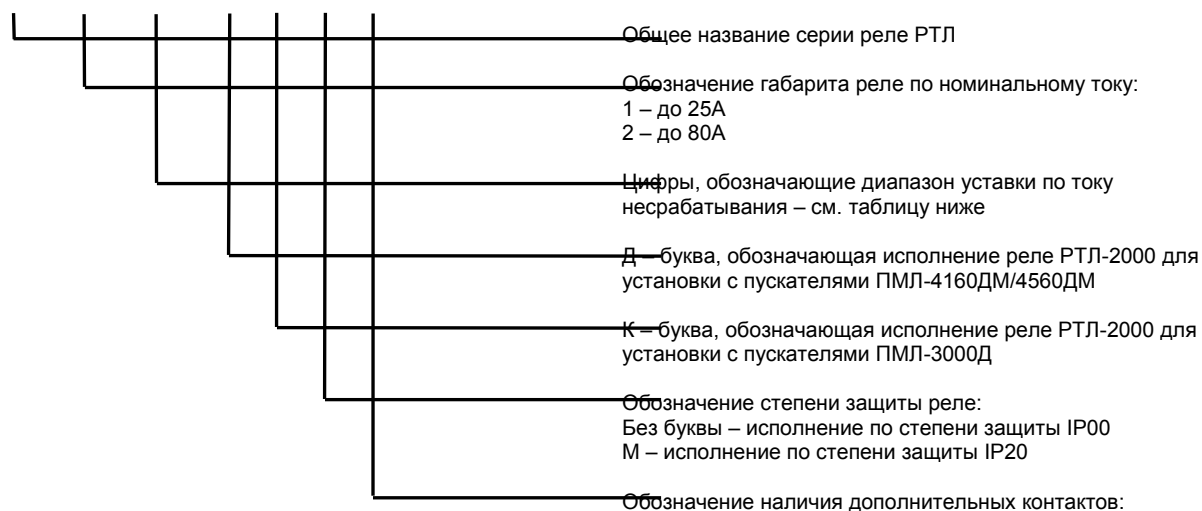 Общее название серии реле РТЛ
Обозначение габарита реле по номинальному току:
1 – до 25А
2 – до 80А
Цифры, обозначающие диапазон уставки по току
несрабатывания – см. таблицу ниже
Д – буква, обозначающая исполнение реле РТЛ-2000 для
установки с пускателями ПМЛ-4160ДМ/4560ДМ
К – буква, обозначающая исполнение реле РТЛ-2000 для
установки с пускателями ПМЛ-3000Д
Обозначение степени защиты реле:
Без буквы – исполнение по степени защиты IP00
М – исполнение по степени защиты IP20
Обозначение наличия дополнительных контактов: